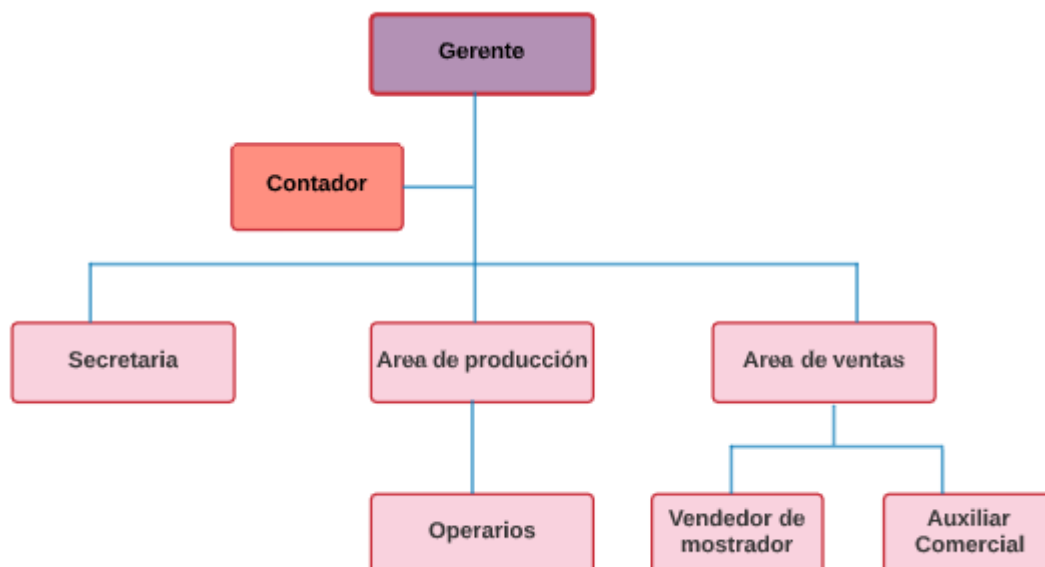 Gerente
Contador
Secretaria
Area de producción
Area de ventas
Operarios
Vendedor de
mostrador
Auxiliar
Comercial